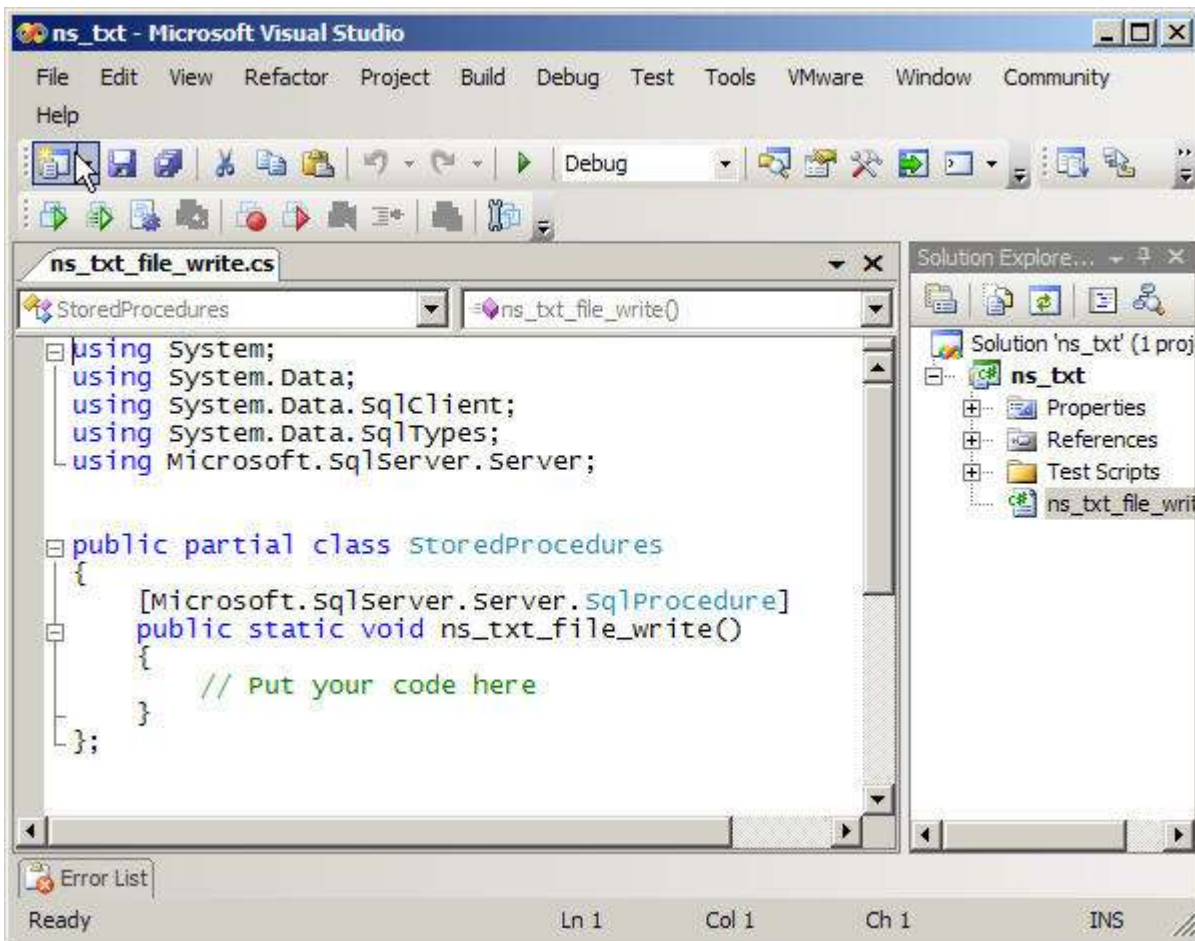 ns_txt - Microsoft Visual Studio
File Edit View Refactor Project Build Debug Test Tools VMware Window Community
Help
Debug
ns_txt_file_write.cs
StoredProcedures
ns_txt_file_write()
using System;
using System.Data;
using System.Data.SqlClient;
using System.Data.SqlTypes;
using Microsoft.SqlServer.Server;
public partial class StoredProcedures
{
[Microsoft.SqlServer.Server.SqlProcedure]
public static void ns_txt_file_write()
{
// Put your code here
}
};
Solution Explore...
Solution 'ns_txt' (1 proj
ns_txt
Properties
References
Test Scripts
ns_txt_file_writ
Error List
Ready Ln 1 Col 1 Ch 1 INS